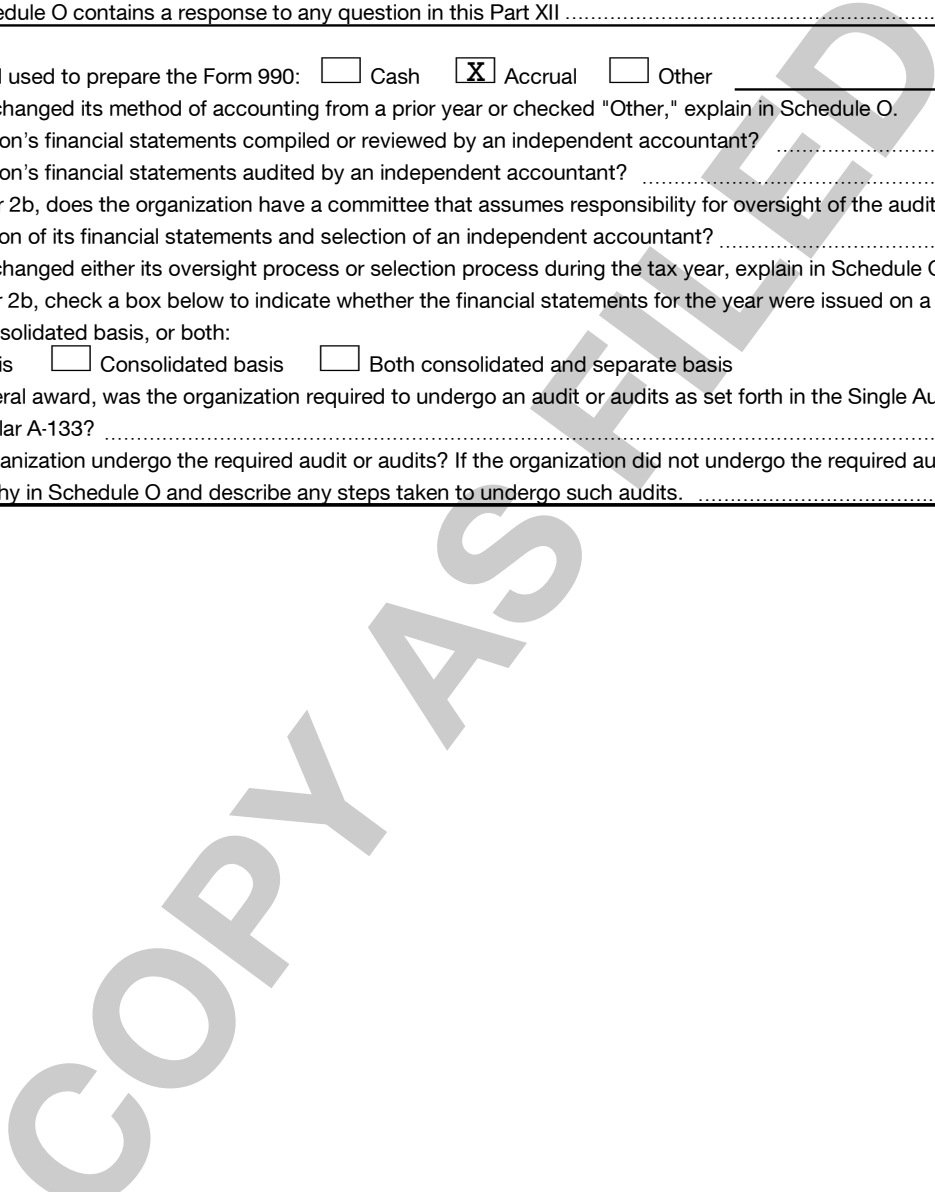 edule O contains a response to any question in this Part XII
l used to prepare the Form 990: Cash X Accrual Other
changed its method of accounting from a prior year or checked "Other," explain in Schedule O.
on's financial statements compiled or reviewed by an independent accountant?
on's financial statements audited by an independent accountant?
r 2b, does the organization have a committee that assumes responsibility for oversight of the audit
on of its financial statements and selection of an independent accountant?
changed either its oversight process or selection process during the tax year, explain in Schedule O
r 2b, check a box below to indicate whether the financial statements for the year were issued on a
solidated basis, or both:
is Consolidated basis Both consolidated and separate basis
eral award, was the organization required to undergo an audit or audits as set forth in the Single Au
lar A-133?
anization undergo the required audit or audits? If the organization did not undergo the required au
hy in Schedule O and describe any steps taken to undergo such audits.
COPY AS FILED